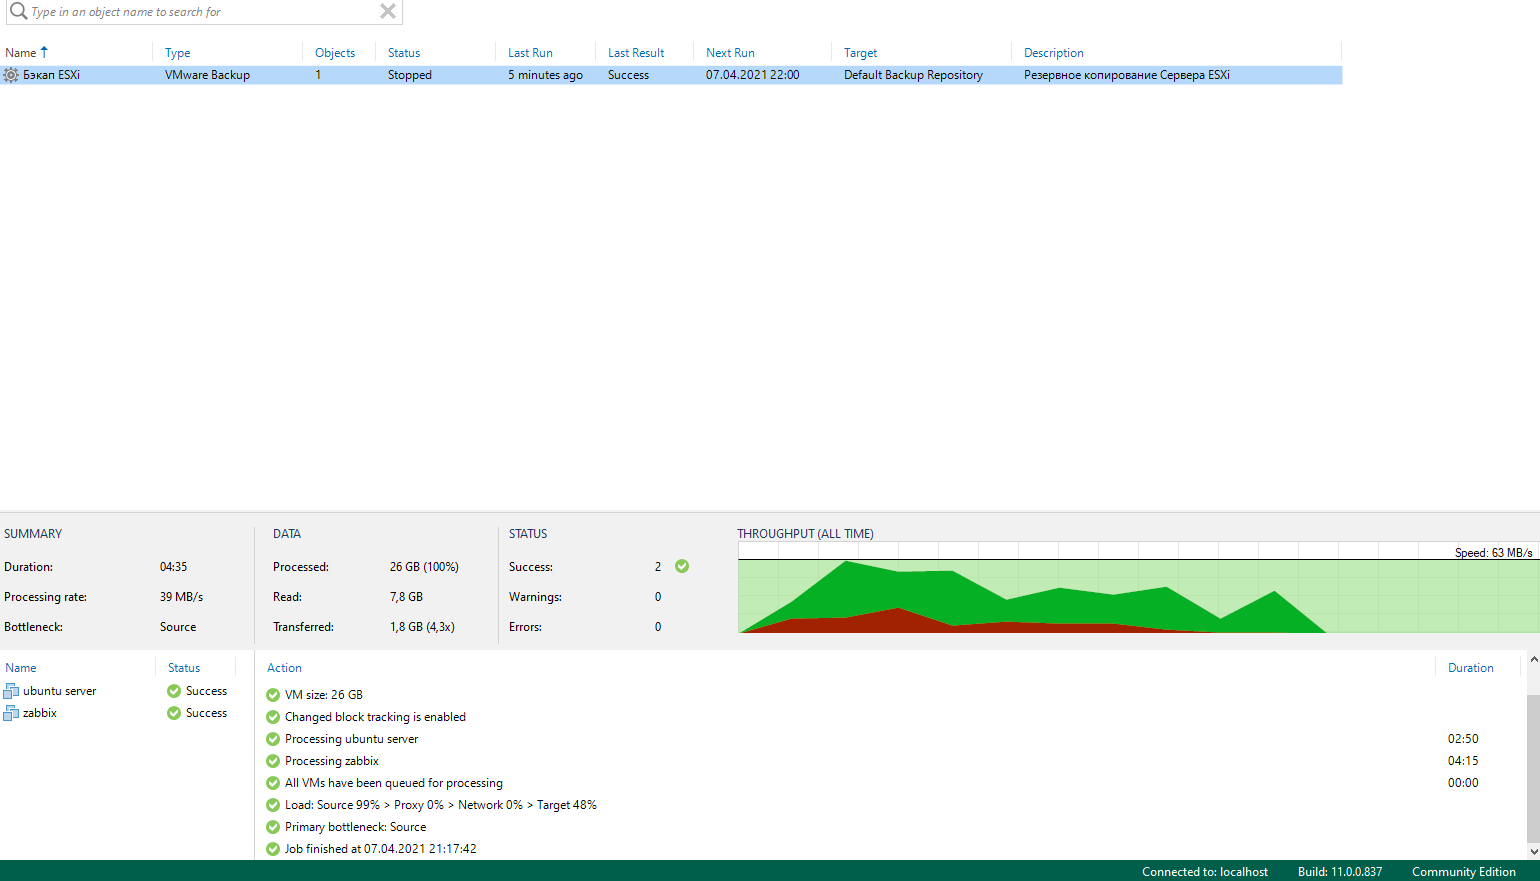 Type in an object name to search for
Name Type Objects Status Last Run Last Result Next Run Target Description
Бэкап ESXi VMware Backup 1 Stopped 5 minutes ago Success 07.04.2021 22:00 Default Backup Repository Резервное копирование Сервера ESXi
SUMMARY DATA STATUS THROUGHPUT (ALL TIME)
Speed: 63 MB/s
Duration: 04:35 Processed: 26 GB (100%) Success: 2
Processing rate: 39 MB/s Read: 7,8 GB Warnings: 0
Bottleneck: Source Transferred: 1,8 GB (4,3x) Errors: 0
Name Status Action Duration
ubuntu server Success VM size: 26 GB
zabbix Success Changed block tracking is enabled
Processing ubuntu server 02:50
Processing zabbix 04:15
All VMs have been queued for processing 00:00
Load: Source 99% > Proxy 0% > Network 0% > Target 48%
Primary bottleneck: Source
Job finished at 07.04.2021 21:17:42
Connected to: localhost Build: 11.0.0.837 Community Edition